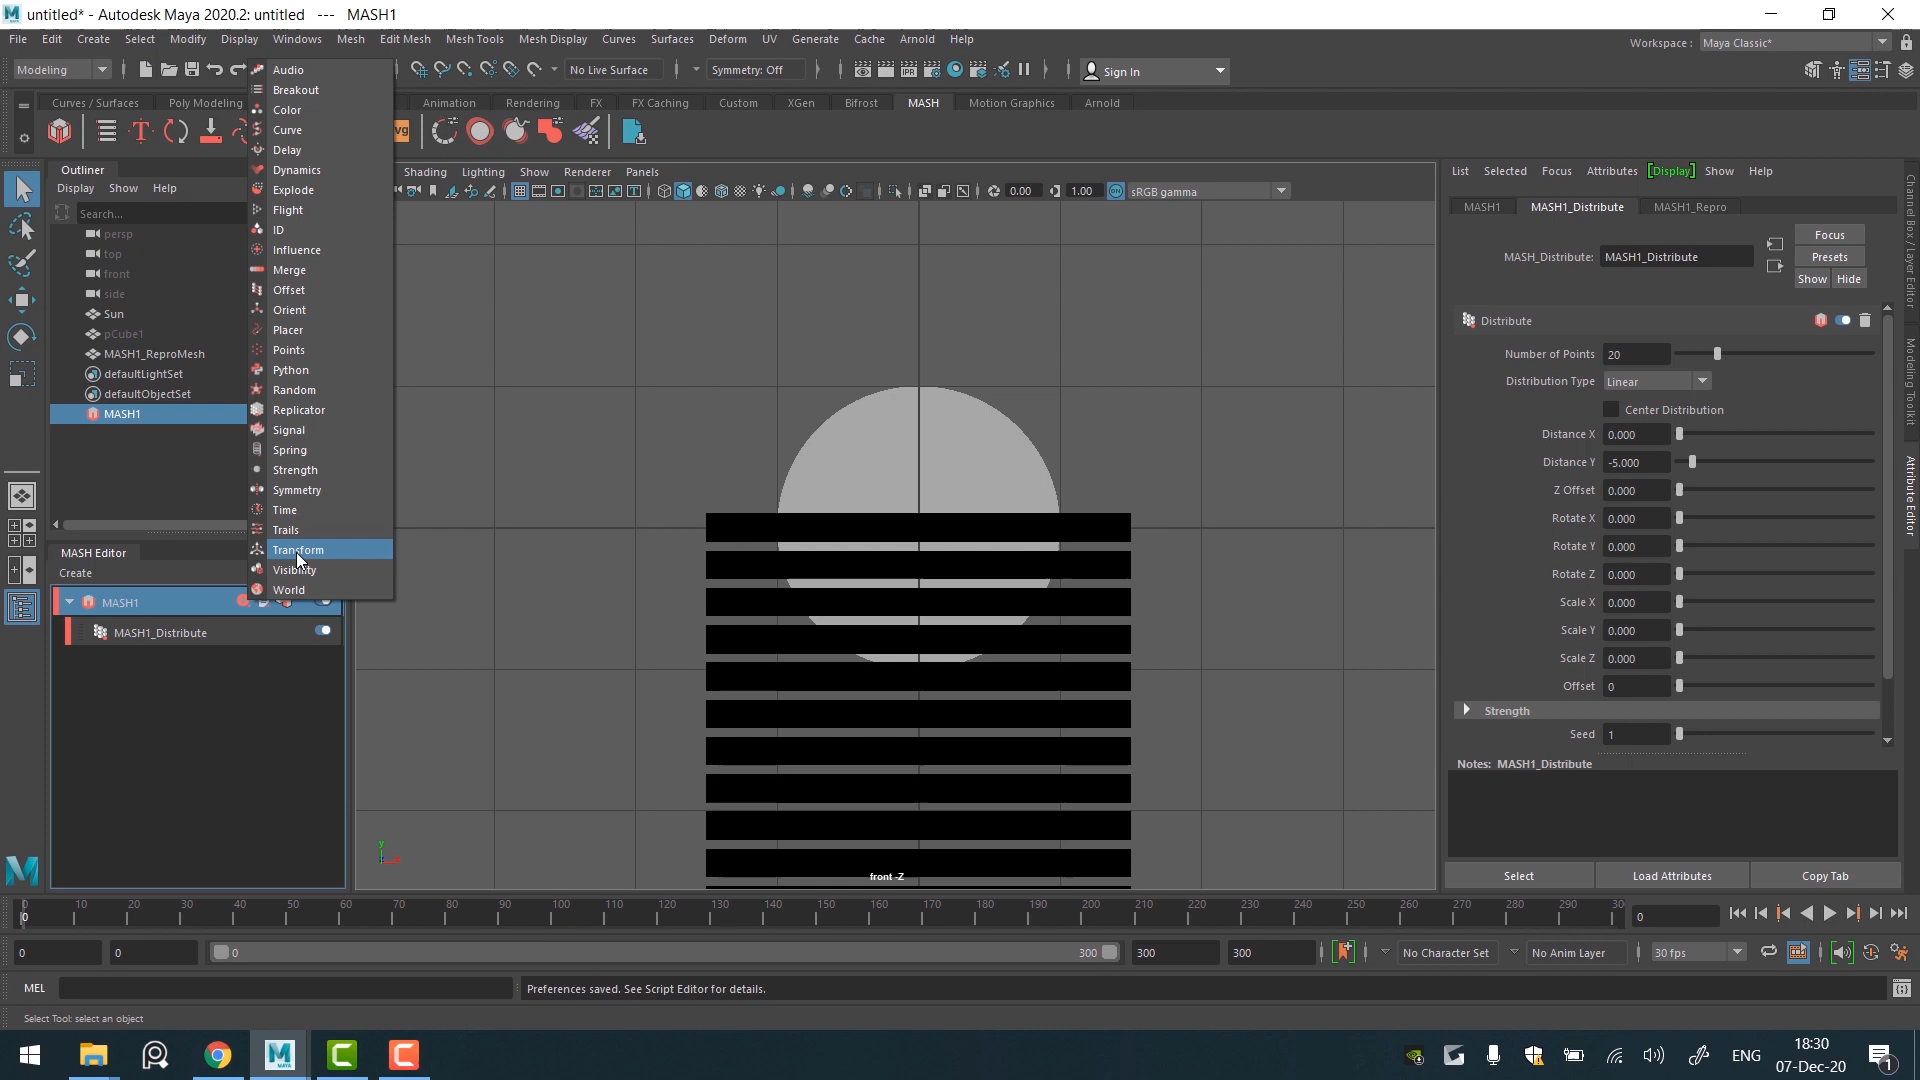 untitled* - Autodesk Maya 2020.2: untitled --- MASH1
File Edit Create Select Modify Display Windows Mesh Edit Mesh Mesh Tools Mesh Display Curves Surfaces Deform UV Generate Cache Arnold Help
Workspace : Maya Classic*
Modeling
No Live Surface
Symmetry: Off
Sign In
Curves / Surfaces Poly Modeling
Animation Rendering FX FX Caching Custom XGen Bifrost MASH Motion Graphics Arnold
Audio
Breakout
Color
Curve
Delay
Dynamics
Explode
Flight
ID
Influence
Merge
Offset
Orient
Placer
Points
Python
Random
Replicator
Signal
Spring
Strength
Symmetry
Time
Trails
Transform
Visibility
World
Outliner
Display Show Help
Search...
persp
top
front
side
Sun
pCube1
MASH1_ReproMesh
defaultLightSet
defaultObjectSet
MASH1
MASH Editor
Create
MASH1
MASH1_Distribute
Shading Lighting Show Renderer Panels
0.00 1.00 sRGB gamma
front -Z
List Selected Focus Attributes [Display] Show Help
MASH1 MASH1_Distribute MASH1_Repro
MASH_Distribute: MASH1_Distribute
Focus
Presets
Show Hide
Distribute
Number of Points 20
Distribution Type Linear
Center Distribution
Distance X 0.000
Distance Y -5.000
Z Offset 0.000
Rotate X 0.000
Rotate Y 0.000
Rotate Z 0.000
Scale X 0.000
Scale Y 0.000
Scale Z 0.000
Offset 0
Strength
Seed 1
Notes: MASH1_Distribute
Select Load Attributes Copy Tab
Channel Box / Layer Editor
Modeling Toolkit
Attribute Editor
0 10 20 30 40 50 60 70 80 90 100 110 120 130 140 150 160 170 180 190 200 210 220 230 240 250 260 270 280 290 30
0
0
0 0 0 300 300 300
No Character Set
No Anim Layer
30 fps
MEL
Preferences saved. See Script Editor for details.
Select Tool: select an object
ENG
18:30
07-Dec-20
1